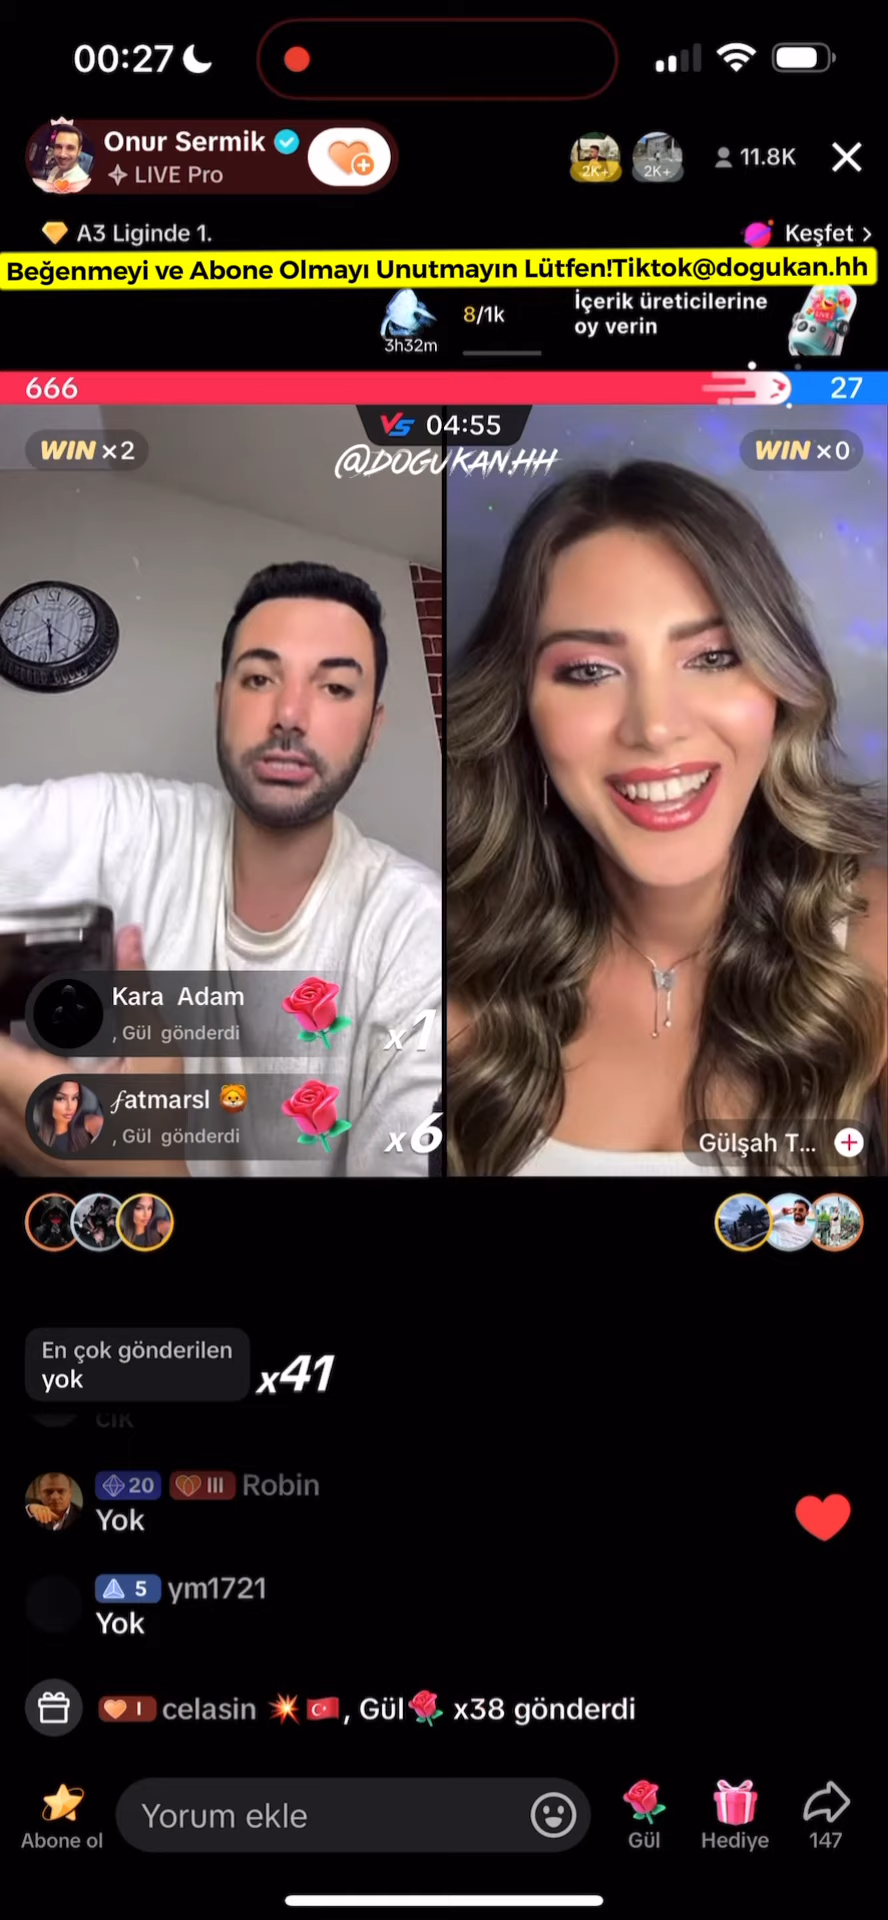 00:27
Onur Sermik
LIVE Pro
2K+
2K+
11.8K
A3 Liginde 1.
Keşfet >
Beğenmeyi ve Abone Olmayı Unutmayın Lütfen!Tiktok@dogukan.hh
3h32m
8/1k
İçerik üreticilerine
oy verin
666
27
VS 04:55
WIN x2
WIN x0
@DOGUKAN.HH
Kara Adam
, Gül gönderdi
x1
fatmarsl
, Gül gönderdi
x6
Gülşah T...
En çok gönderilen
yok
x41
20 III Robin
Yok
5 ym1721
Yok
I celasin , Gül x38 gönderdi
Abone ol
Yorum ekle
Gül
Hediye
147